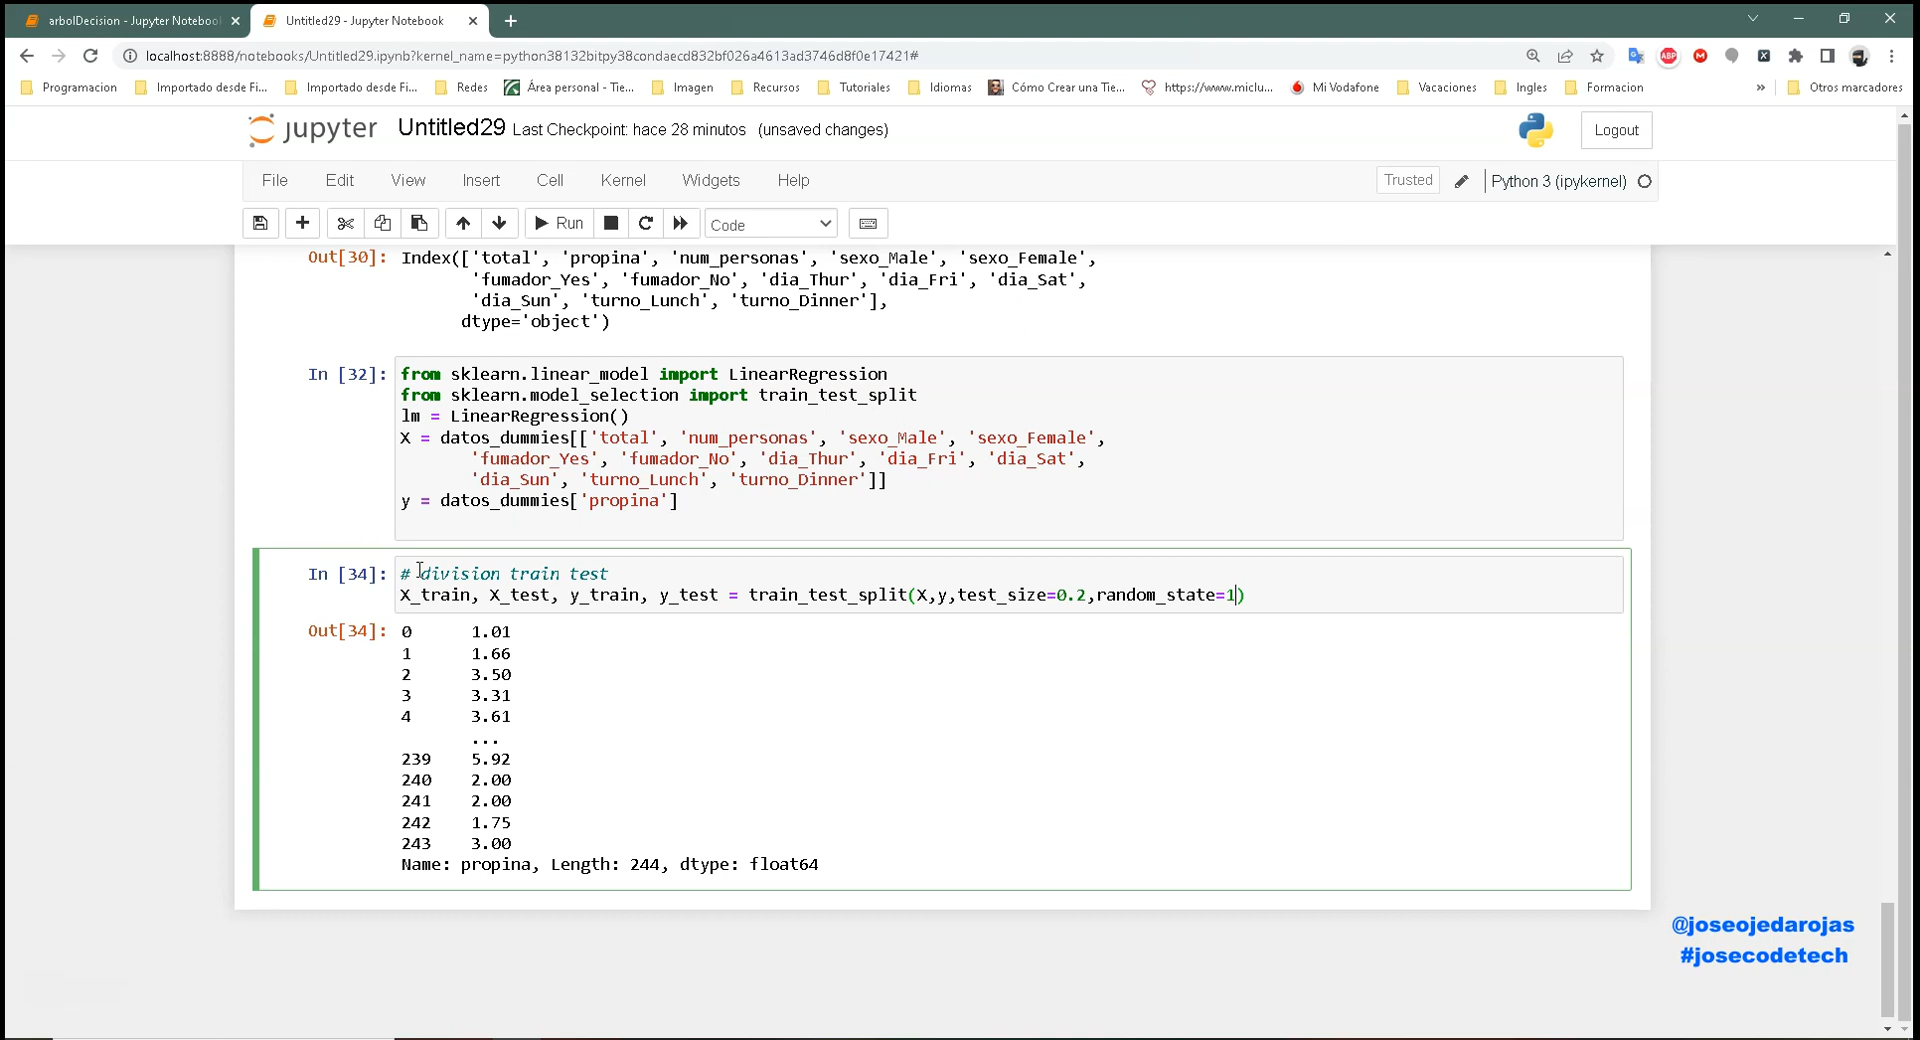 arbolDecision - Jupyter Notebook
Untitled29 - Jupyter Notebook
localhost:8888/notebooks/Untitled29.ipynb?kernel_name=python38132bitpy38condaecd832bf026a4613ad3746d8f0e17421#
Programacion
Importado desde Fi...
Importado desde Fi...
Redes
Área personal - Tie...
Imagen
Recursos
Tutoriales
Idiomas
Cómo Crear una Tie...
https://www.miclu...
Mi Vodafone
Vacaciones
Ingles
Formacion
»
Otros marcadores
jupyter Untitled29 Last Checkpoint: hace 28 minutos (unsaved changes)
Logout
File Edit View Insert Cell Kernel Widgets Help
Trusted
Python 3 (ipykernel)
Run
Code
Out[30]: Index(['total', 'propina', 'num_personas', 'sexo_Male', 'sexo_Female',
'fumador_Yes', 'fumador_No', 'dia_Thur', 'dia_Fri', 'dia_Sat',
'dia_Sun', 'turno_Lunch', 'turno_Dinner'],
dtype='object')
In [32]: from sklearn.linear_model import LinearRegression
from sklearn.model_selection import train_test_split
lm = LinearRegression()
X = datos_dummies[['total', 'num_personas', 'sexo_Male', 'sexo_Female',
'fumador_Yes', 'fumador_No', 'dia_Thur', 'dia_Fri', 'dia_Sat',
'dia_Sun', 'turno_Lunch', 'turno_Dinner']]
y = datos_dummies['propina']
In [34]: # division train test
X_train, X_test, y_train, y_test = train_test_split(X,y,test_size=0.2,random_state=1)
Out[34]: 0 1.01
1 1.66
2 3.50
3 3.31
4 3.61
...
239 5.92
240 2.00
241 2.00
242 1.75
243 3.00
Name: propina, Length: 244, dtype: float64
@joseojedarojas
#josecodetech